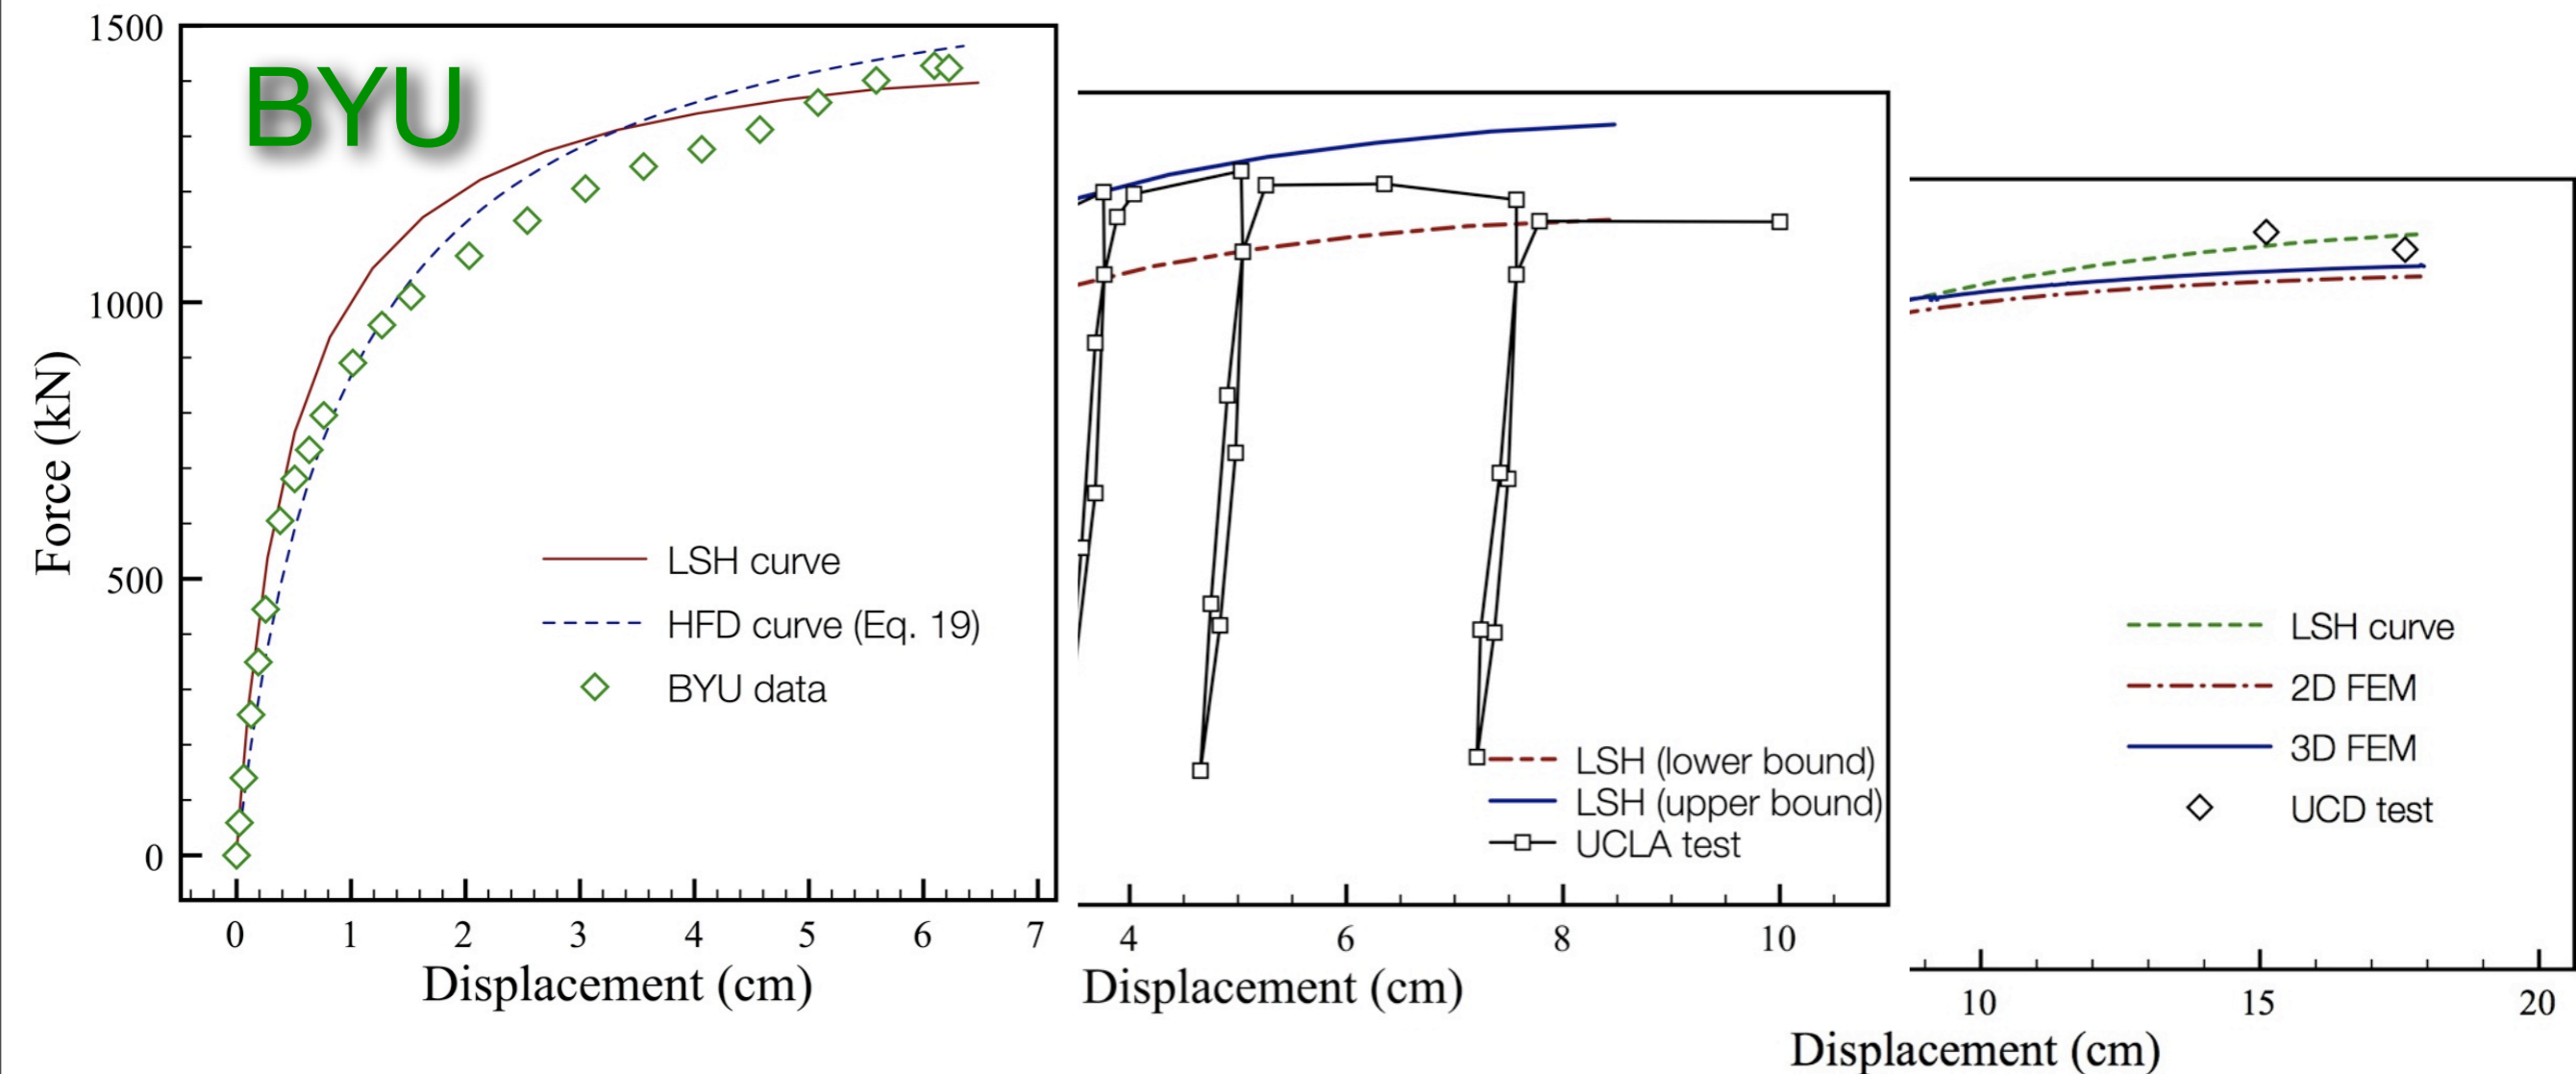 BYU
1500
1000
500
0
Force (kN)
LSH curve
HFD curve (Eq. 19)
BYU data
0 1 2 3 4 5 6 7
Displacement (cm)
LSH (lower bound)
LSH (upper bound)
UCLA test
4 6 8 10
Displacement (cm)
LSH curve
2D FEM
3D FEM
UCD test
10 15 20
Displacement (cm)